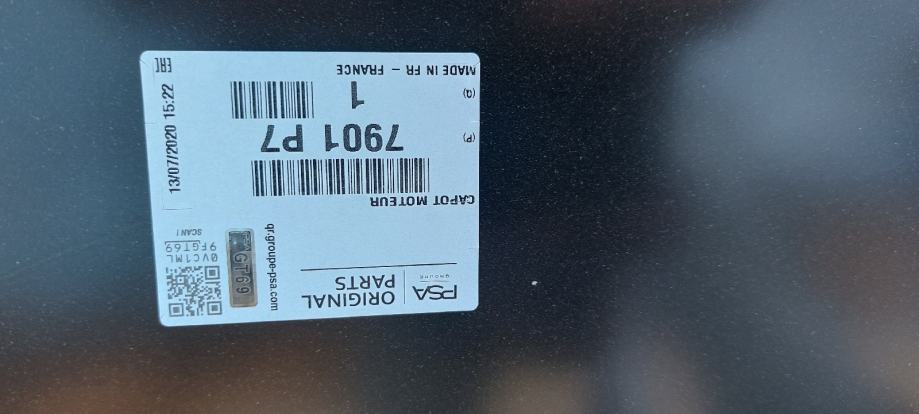 PSA
GROUPE
ORIGINAL
PARTS
CAPOT MOTEUR
(P) 7901 P7
(Q) 1
MADE IN FR - FRANCE
qr.groupe-psa.com
GT69
0VC1ML
9FGT69
SCAN !
13/07/2020 15:22
EAC